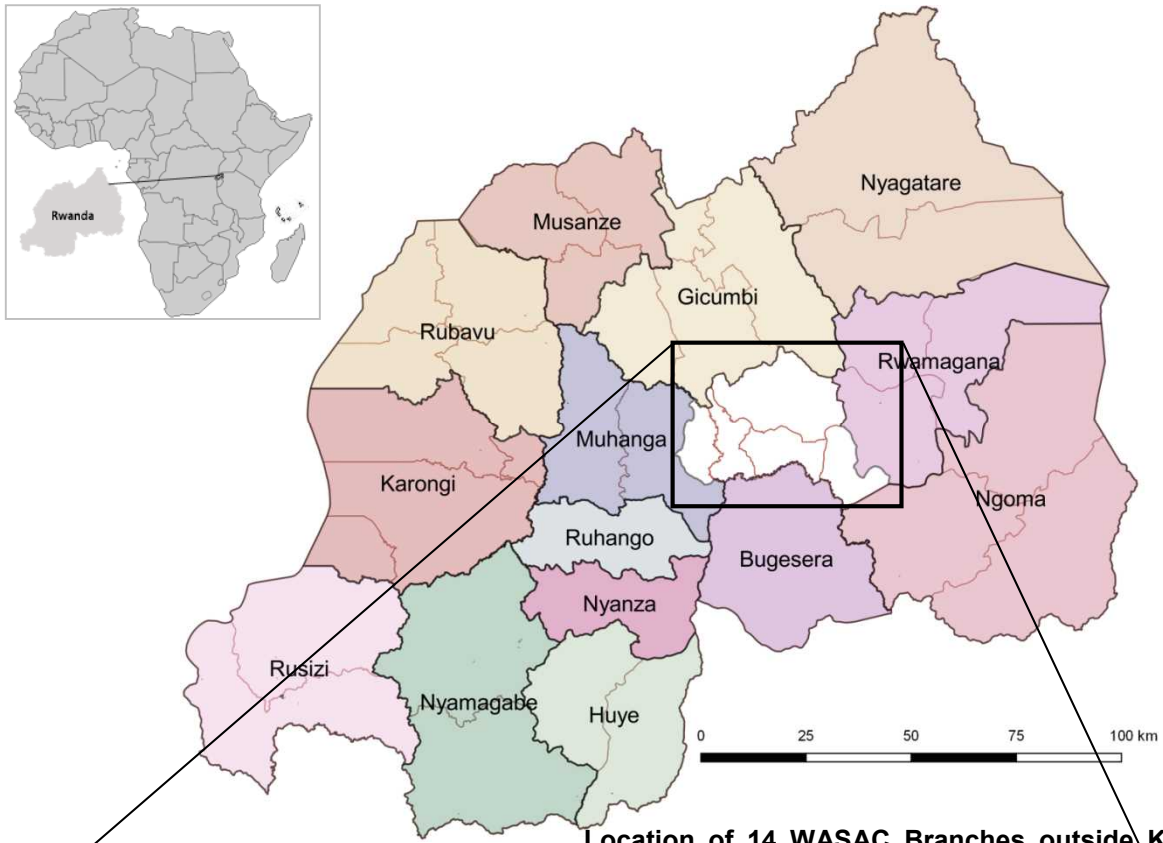 Rwanda
Nyagatare
Musanze
Gicumbi
Rubavu
Rwamagana
Muhanga
Karongi
Ngoma
Ruhango
Bugesera
Nyanza
Rusizi
Nyamagabe
Huye
0 25 50 75 100 km
Location of 14 WASAC Branches outside K